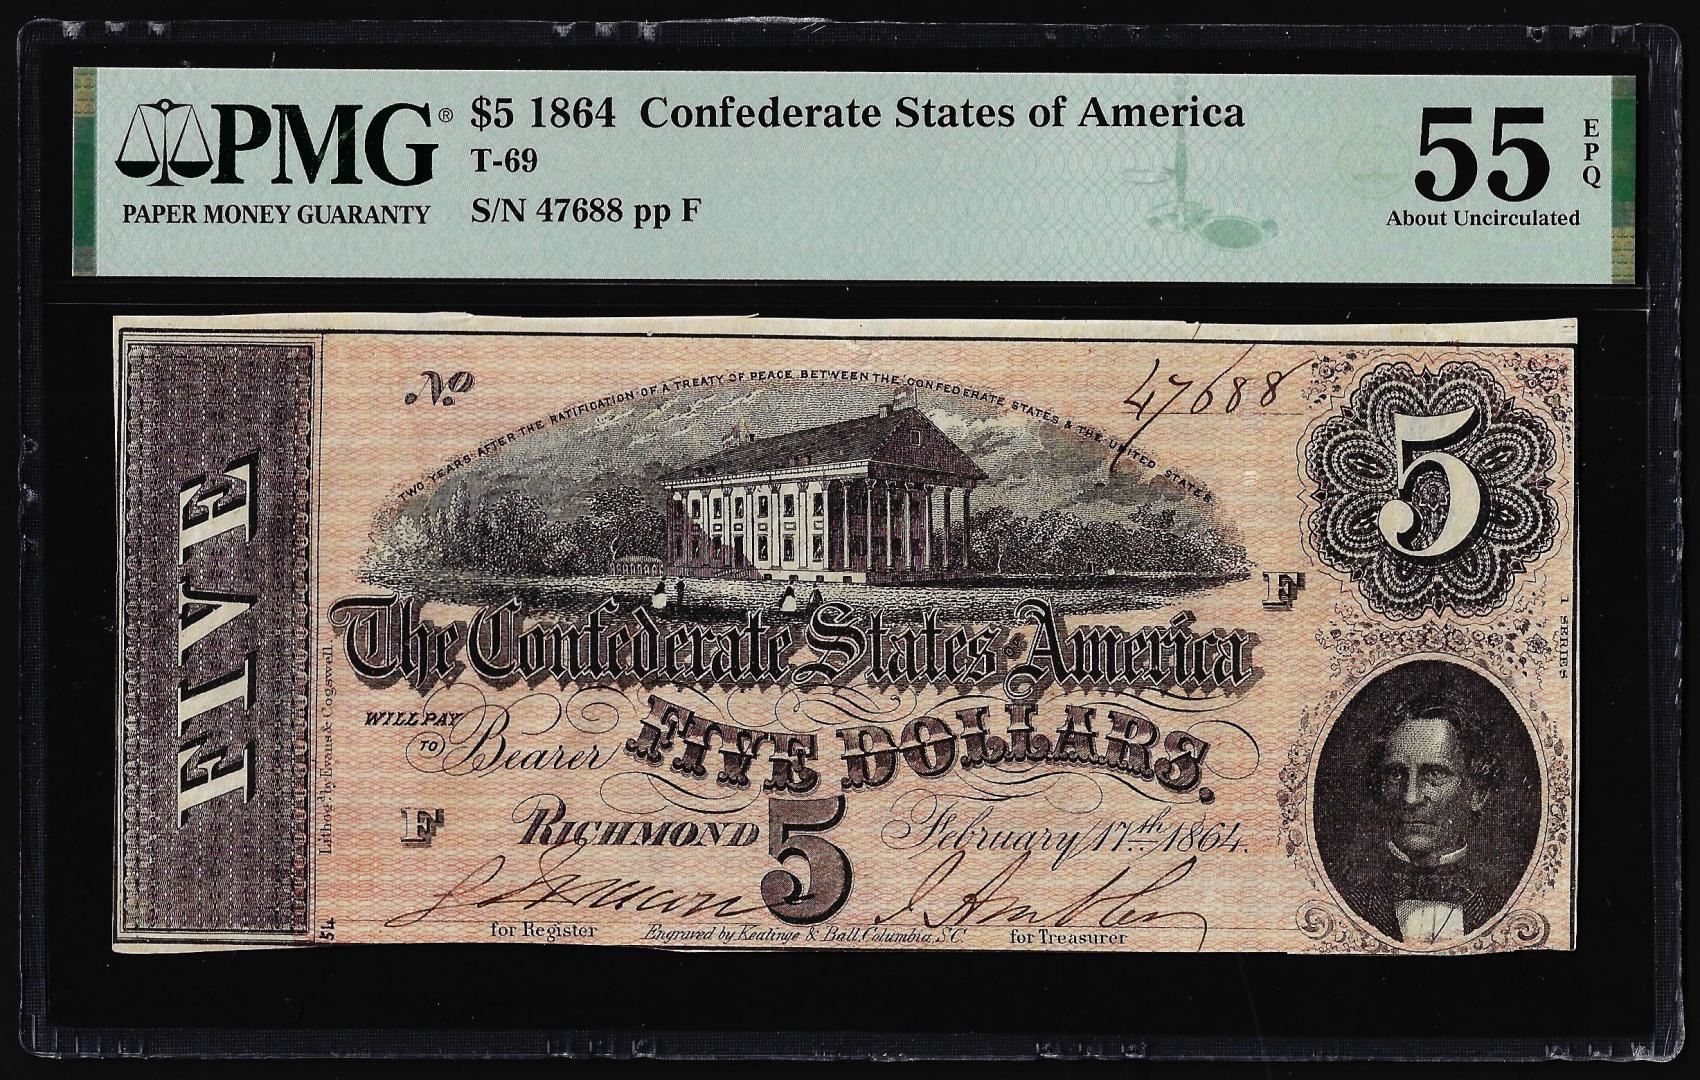 PMG®
PAPER MONEY GUARANTY
$5 1864 Confederate States of America
T-69
S/N 47688 pp F
55
EPQ
About Uncirculated
No
47688
TWO YEARS AFTER THE RATIFICATION OF A TREATY OF PEACE BETWEEN THE CONFEDERATE STATES & THE UNITED STATES
5
FIVE
F
The Confederate States of America
1 SERIES
WILL PAY
TO Bearer
FIVE DOLLARS.
Lithog'd by Evans & Cogswell
F
RICHMOND
5
February 17th 1864.
54
for Register
Engraved by Keatinge & Ball, Columbia, S.C.
for Treasurer